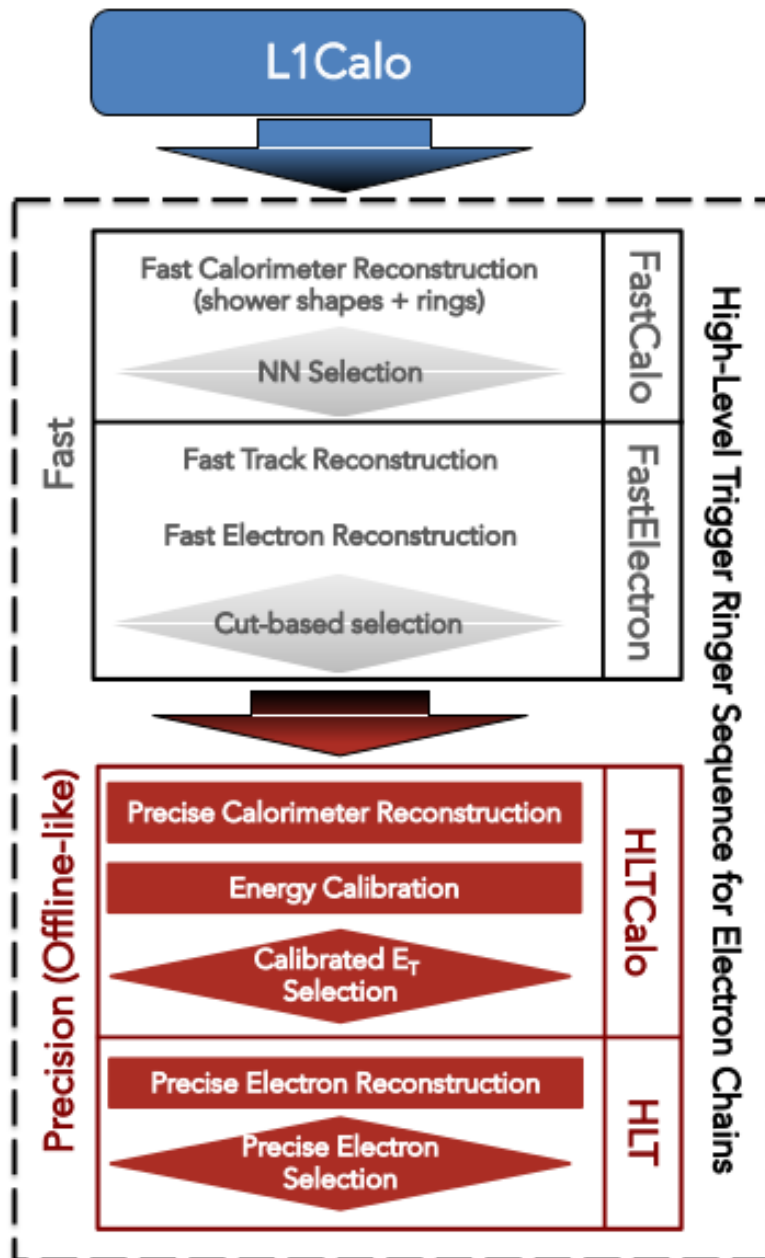 L1Calo
Fast Calorimeter Reconstruction
(shower shapes + rings)
NN Selection
FastCalo
Fast Track Reconstruction
Fast Electron Reconstruction
Cut-based selection
FastElectron
Fast
Precise Calorimeter Reconstruction
Energy Calibration
Calibrated E_T
Selection
HLTCalo
Precise Electron Reconstruction
Precise Electron
Selection
HLT
Precision (Offline-like)
High-Level Trigger Ringer Sequence for Electron Chains